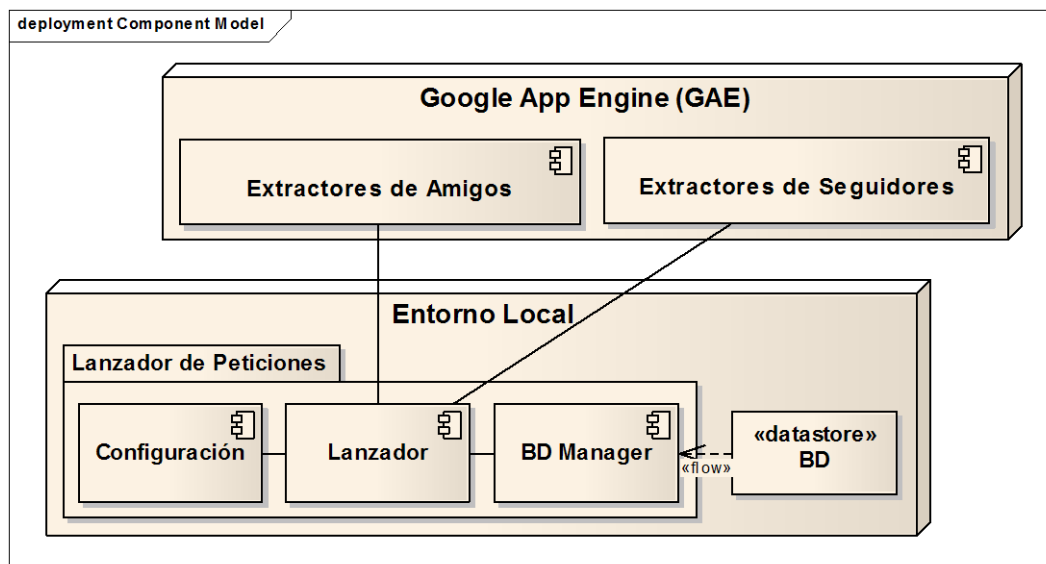 deployment Component Model
Google App Engine (GAE)
Extractores de Amigos
Extractores de Seguidores
Entorno Local
Lanzador de Peticiones
Configuración
Lanzador
BD Manager
«flow»
«datastore»
BD